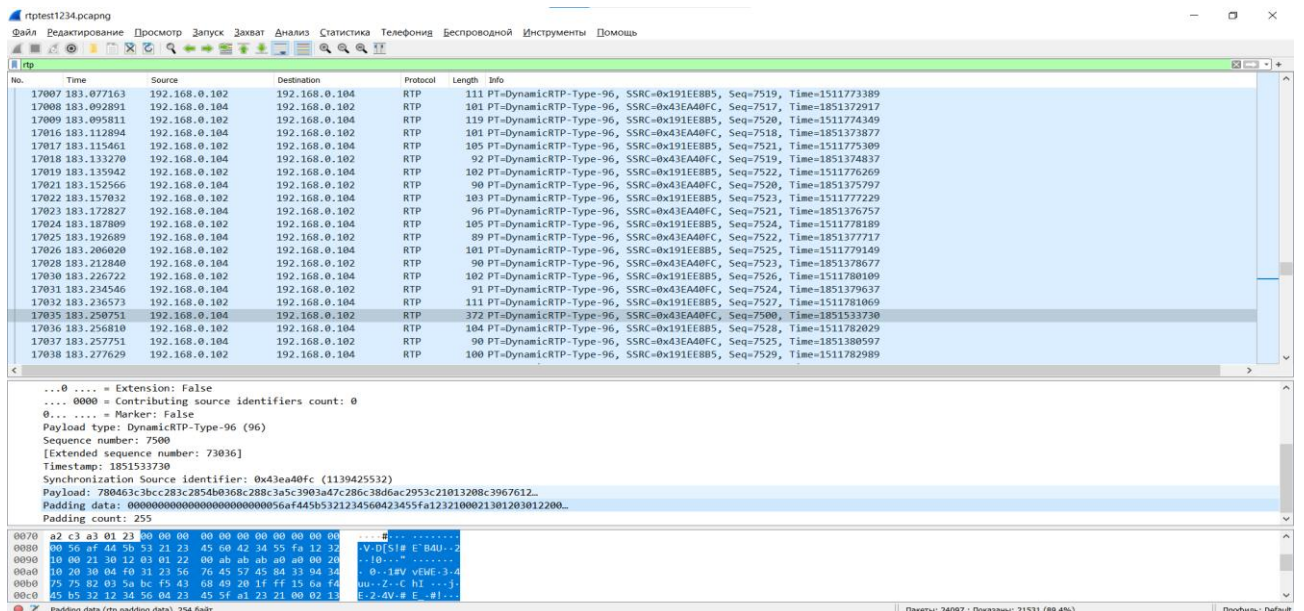 rtptest1234.pcapng
Файл Редактирование Просмотр Запуск Захват Анализ Статистика Телефония Беспроводной Инструменты Помощь
rtp
No. Time Source Destination Protocol Length Info
17007 183.077163 192.168.0.102 192.168.0.104 RTP 111 PT=DynamicRTP-Type-96, SSRC=0x191EE8B5, Seq=7519, Time=1511773389
17008 183.092891 192.168.0.104 192.168.0.102 RTP 101 PT=DynamicRTP-Type-96, SSRC=0x43EA40FC, Seq=7517, Time=1851372917
17009 183.095811 192.168.0.102 192.168.0.104 RTP 119 PT=DynamicRTP-Type-96, SSRC=0x191EE8B5, Seq=7520, Time=1511774349
17016 183.112894 192.168.0.104 192.168.0.102 RTP 101 PT=DynamicRTP-Type-96, SSRC=0x43EA40FC, Seq=7518, Time=1851373877
17017 183.115461 192.168.0.102 192.168.0.104 RTP 105 PT=DynamicRTP-Type-96, SSRC=0x191EE8B5, Seq=7521, Time=1511775309
17018 183.133270 192.168.0.104 192.168.0.102 RTP 92 PT=DynamicRTP-Type-96, SSRC=0x43EA40FC, Seq=7519, Time=1851374837
17019 183.135942 192.168.0.102 192.168.0.104 RTP 102 PT=DynamicRTP-Type-96, SSRC=0x191EE8B5, Seq=7522, Time=1511776269
17021 183.152566 192.168.0.104 192.168.0.102 RTP 90 PT=DynamicRTP-Type-96, SSRC=0x43EA40FC, Seq=7520, Time=1851375797
17022 183.157032 192.168.0.102 192.168.0.104 RTP 103 PT=DynamicRTP-Type-96, SSRC=0x191EE8B5, Seq=7523, Time=1511777229
17023 183.172827 192.168.0.104 192.168.0.102 RTP 96 PT=DynamicRTP-Type-96, SSRC=0x43EA40FC, Seq=7521, Time=1851376757
17024 183.187809 192.168.0.102 192.168.0.104 RTP 105 PT=DynamicRTP-Type-96, SSRC=0x191EE8B5, Seq=7524, Time=1511778189
17025 183.192689 192.168.0.104 192.168.0.102 RTP 89 PT=DynamicRTP-Type-96, SSRC=0x43EA40FC, Seq=7522, Time=1851377717
17026 183.206020 192.168.0.102 192.168.0.104 RTP 101 PT=DynamicRTP-Type-96, SSRC=0x191EE8B5, Seq=7525, Time=1511779149
17028 183.212840 192.168.0.104 192.168.0.102 RTP 90 PT=DynamicRTP-Type-96, SSRC=0x43EA40FC, Seq=7523, Time=1851378677
17030 183.226722 192.168.0.102 192.168.0.104 RTP 102 PT=DynamicRTP-Type-96, SSRC=0x191EE8B5, Seq=7526, Time=1511780109
17031 183.234546 192.168.0.104 192.168.0.102 RTP 91 PT=DynamicRTP-Type-96, SSRC=0x43EA40FC, Seq=7524, Time=1851379637
17032 183.236573 192.168.0.102 192.168.0.104 RTP 111 PT=DynamicRTP-Type-96, SSRC=0x191EE8B5, Seq=7527, Time=1511781069
17035 183.250751 192.168.0.104 192.168.0.102 RTP 372 PT=DynamicRTP-Type-96, SSRC=0x43EA40FC, Seq=7500, Time=1851533730
17036 183.256810 192.168.0.102 192.168.0.104 RTP 104 PT=DynamicRTP-Type-96, SSRC=0x191EE8B5, Seq=7528, Time=1511782029
17037 183.257751 192.168.0.104 192.168.0.102 RTP 90 PT=DynamicRTP-Type-96, SSRC=0x43EA40FC, Seq=7525, Time=1851380597
17038 183.277629 192.168.0.102 192.168.0.104 RTP 100 PT=DynamicRTP-Type-96, SSRC=0x191EE8B5, Seq=7529, Time=1511782989
...0 .... = Extension: False
.... 0000 = Contributing source identifiers count: 0
0... .... = Marker: False
Payload type: DynamicRTP-Type-96 (96)
Sequence number: 7500
[Extended sequence number: 73036]
Timestamp: 1851533730
Synchronization Source identifier: 0x43ea40fc (1139425532)
Payload: 780463c3bcc283c2854b0368c288c3a5c3903a47c286c38d6ac2953c21013208c3967612…
Padding data: 00000000000000000000000056af445b5321234560423455fa123210002130120301​2200…
Padding count: 255
0070 a2 c3 a3 01 23 00 00 00 00 00 00 00 00 00 00 00 ····#··· ········
0080 00 56 af 44 5b 53 21 23 45 60 42 34 55 fa 12 32 ·V·D[S!# E`B4U··2
0090 10 00 21 30 12 03 01 22 00 ab ab ab a0 a0 00 20 ··!0···" ·······
00a0 10 20 30 04 f0 31 23 56 76 45 57 45 84 33 94 34 · 0··1#V vEWE·3·4
00b0 75 75 82 03 5a bc f5 43 68 49 20 1f ff 15 6a f4 uu··Z··C hI ···j·
00c0 45 b5 32 12 34 56 04 23 45 5f a1 23 21 00 02 13 E·2·4V·# E_·#!···
Padding data (rtp.padding.data), 254 байт
Пакеты: 24097 · Показаны: 21531 (89.4%)
Профиль: Default